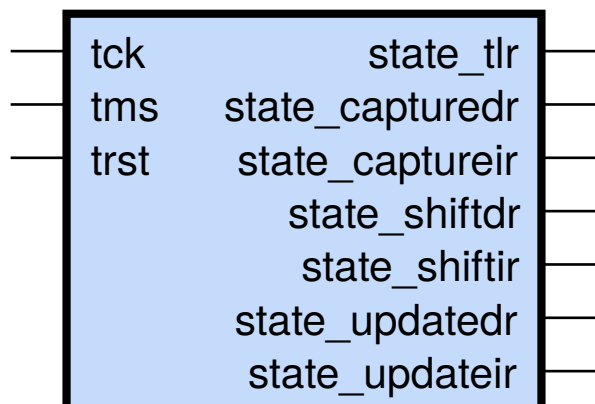 tck state_tlr
tms state_capturedr
trst state_captureir
state_shiftdr
state_shiftir
state_updatedr
state_updateir